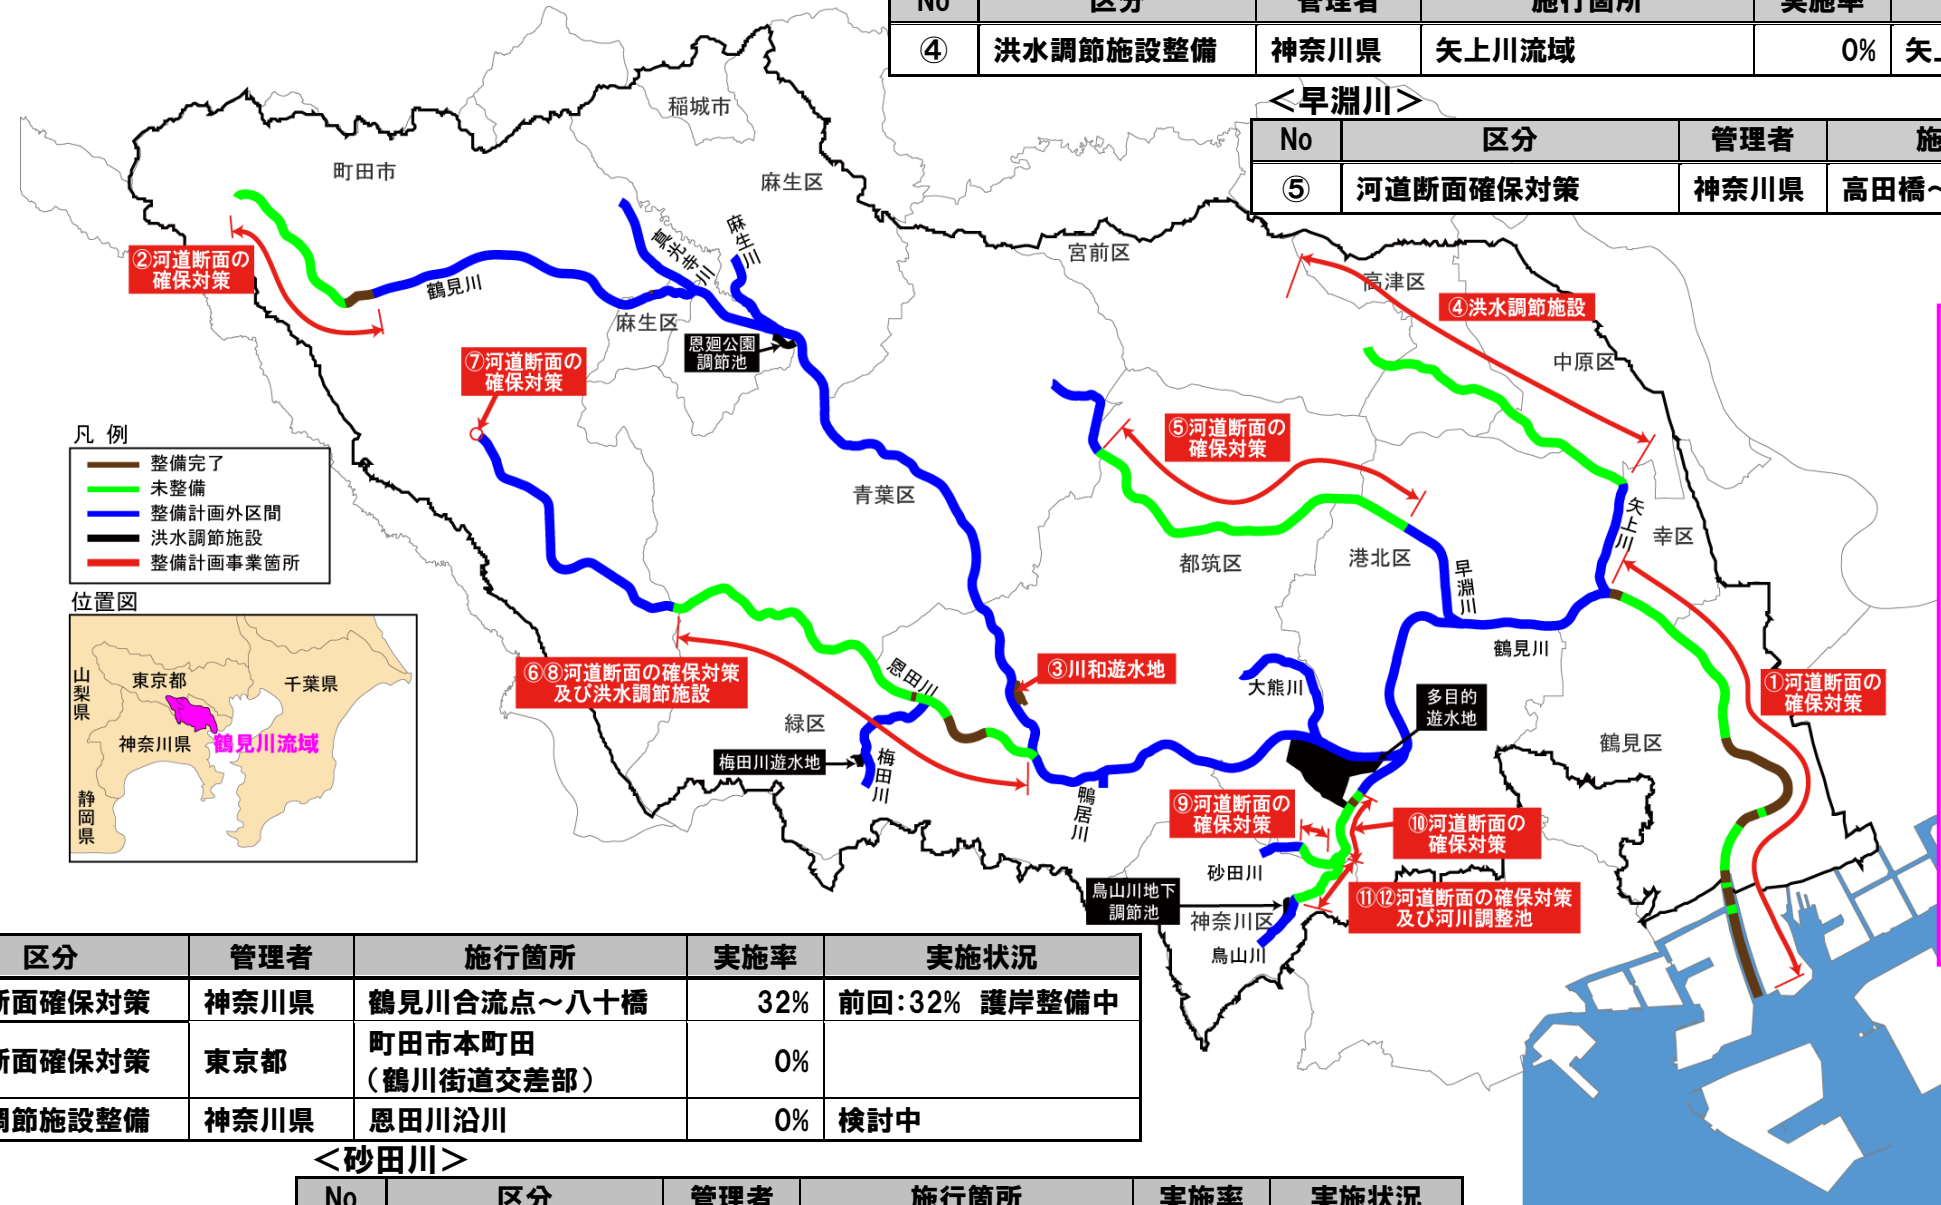 No 区分 管理者 施行箇所 実施率
④ 洪水調節施設整備 神奈川県 矢上川流域 0% 矢上
＜早淵川＞
No 区分 管理者 施
⑤ 河道断面確保対策 神奈川県 高田橋～
稲城市
町田市
麻生区
麻生川
真光寺川
宮前区
高津区
②河道断面の
確保対策
鶴見川
麻生区
④洪水調節施設
恩廻公園
調節池
中原区
⑦河道断面の
確保対策
⑤河道断面の
確保対策
凡 例
整備完了
未整備
整備計画外区間
洪水調節施設
整備計画事業箇所
青葉区
矢上川
幸区
都筑区
港北区
早淵川
位置図
山梨県
東京都
千葉県
神奈川県
鶴見川流域
静岡県
⑥⑧河道断面の確保対策
及び洪水調節施設
恩田川
③川和遊水地
鶴見川
大熊川
多目的
遊水地
①河道断面の
確保対策
緑区
鶴見区
梅田川遊水地
梅田川
鴨居川
⑨河道断面の
確保対策
⑩河道断面の
確保対策
砂田川
鳥山川地下
調節池
神奈川区
⑪⑫河道断面の確保対策
及び河川調整池
鳥山川
区分 管理者 施行箇所 実施率 実施状況
断面確保対策 神奈川県 鶴見川合流点～八十橋 32% 前回:32% 護岸整備中
断面確保対策 東京都 町田市本町田
（鶴川街道交差部） 0%
調節施設整備 神奈川県 恩田川沿川 0% 検討中
＜砂田川＞
No 区分 管理者 施行箇所 実施率 実施状況